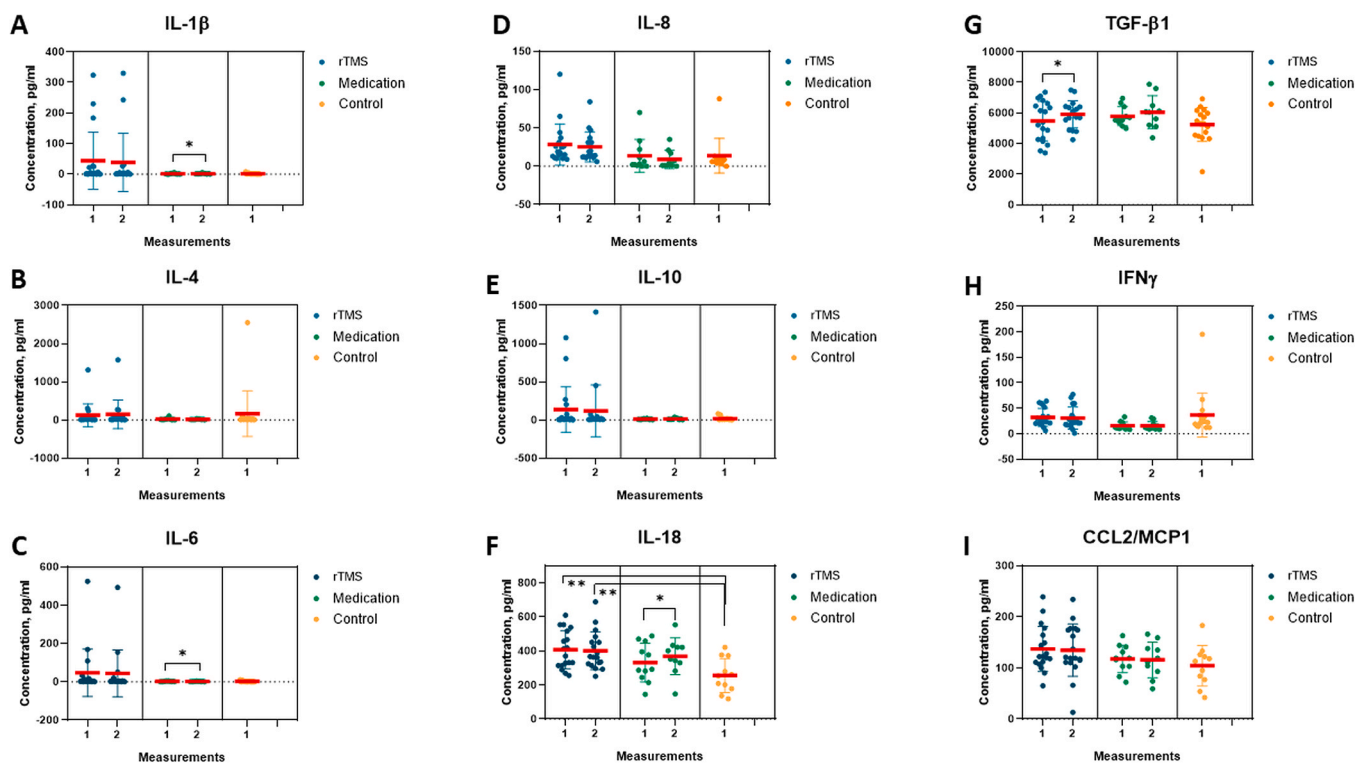 A
IL-1β
400
300
200
100
0
-100
Concentration, pg/ml
*
1 2 1 2 1
Measurements
rTMS
Medication
Control
D
IL-8
150
100
50
0
-50
Concentration, pg/ml
1 2 1 2 1
Measurements
rTMS
Medication
Control
G
TGF-β1
10000
8000
6000
4000
2000
0
Concentration, pg/ml
*
1 2 1 2 1
Measurements
rTMS
Medication
Control
B
IL-4
3000
2000
1000
0
-1000
Concentration, pg/ml
1 2 1 2 1
Measurements
rTMS
Medication
Control
E
IL-10
1500
1000
500
0
-500
Concentration, pg/ml
1 2 1 2 1
Measurements
rTMS
Medication
Control
H
IFNγ
250
200
150
100
50
0
-50
Concentration, pg/ml
1 2 1 2 1
Measurements
rTMS
Medication
Control
C
IL-6
600
400
200
0
-200
Concentration, pg/ml
*
1 2 1 2 1
Measurements
rTMS
Medication
Control
F
IL-18
800
600
400
200
0
Concentration, pg/ml
**
**
*
1 2 1 2 1
Measurements
rTMS
Medication
Control
I
CCL2/MCP1
300
200
100
0
Concentration, pg/ml
1 2 1 2 1
Measurements
rTMS
Medication
Control